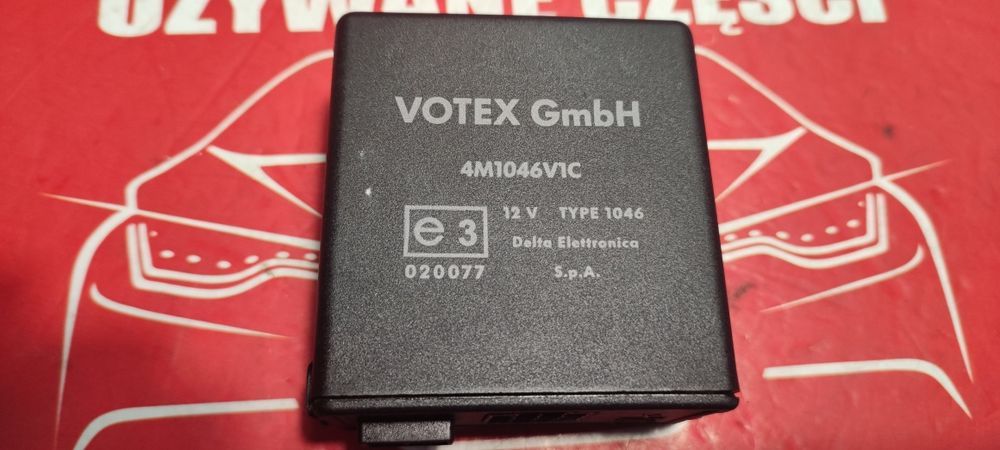 UŻYWANE CZĘŚCI
VOTEX GmbH
4M1046V1C
e 3
12 V TYPE 1046
Delta Elettronica
020077
S.p.A.